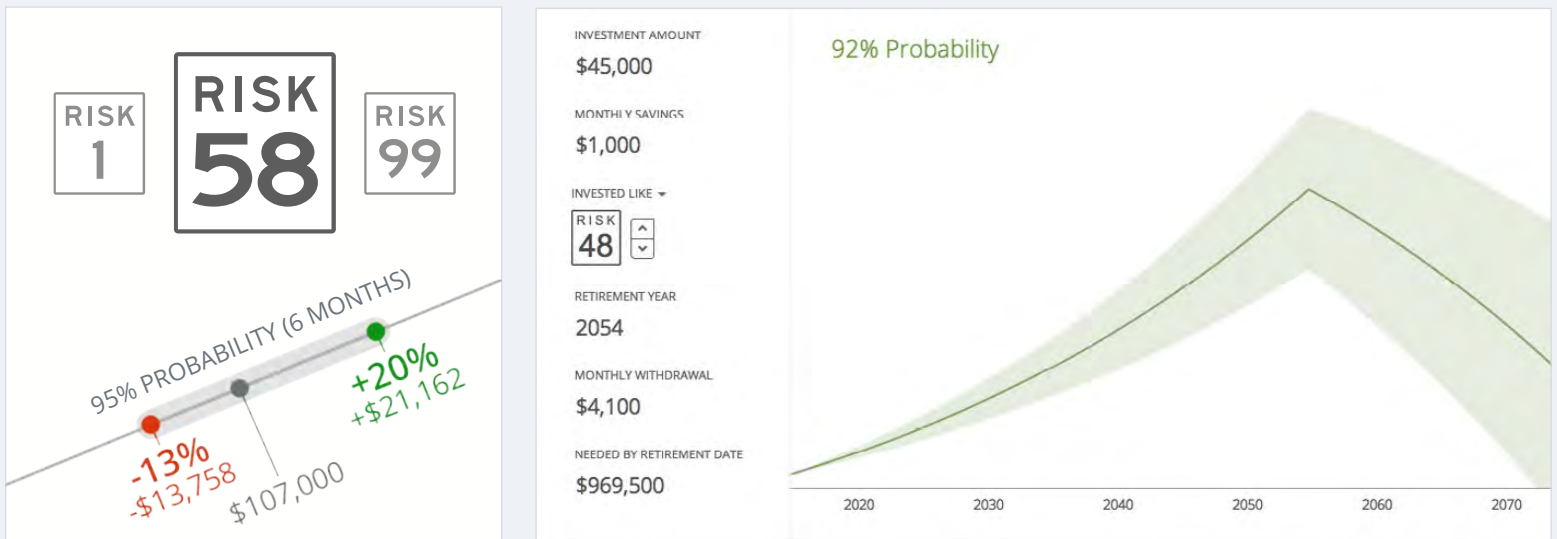 RISK
1
RISK
58
RISK
99
95% PROBABILITY (6 MONTHS)
-13%
-$13,758
$107,000
+20%
+$21,162
INVESTMENT AMOUNT
$45,000
MONTHLY SAVINGS
$1,000
INVESTED LIKE
RISK
48
RETIREMENT YEAR
2054
MONTHLY WITHDRAWAL
$4,100
NEEDED BY RETIREMENT DATE
$969,500
92% Probability
2020 2030 2040 2050 2060 2070